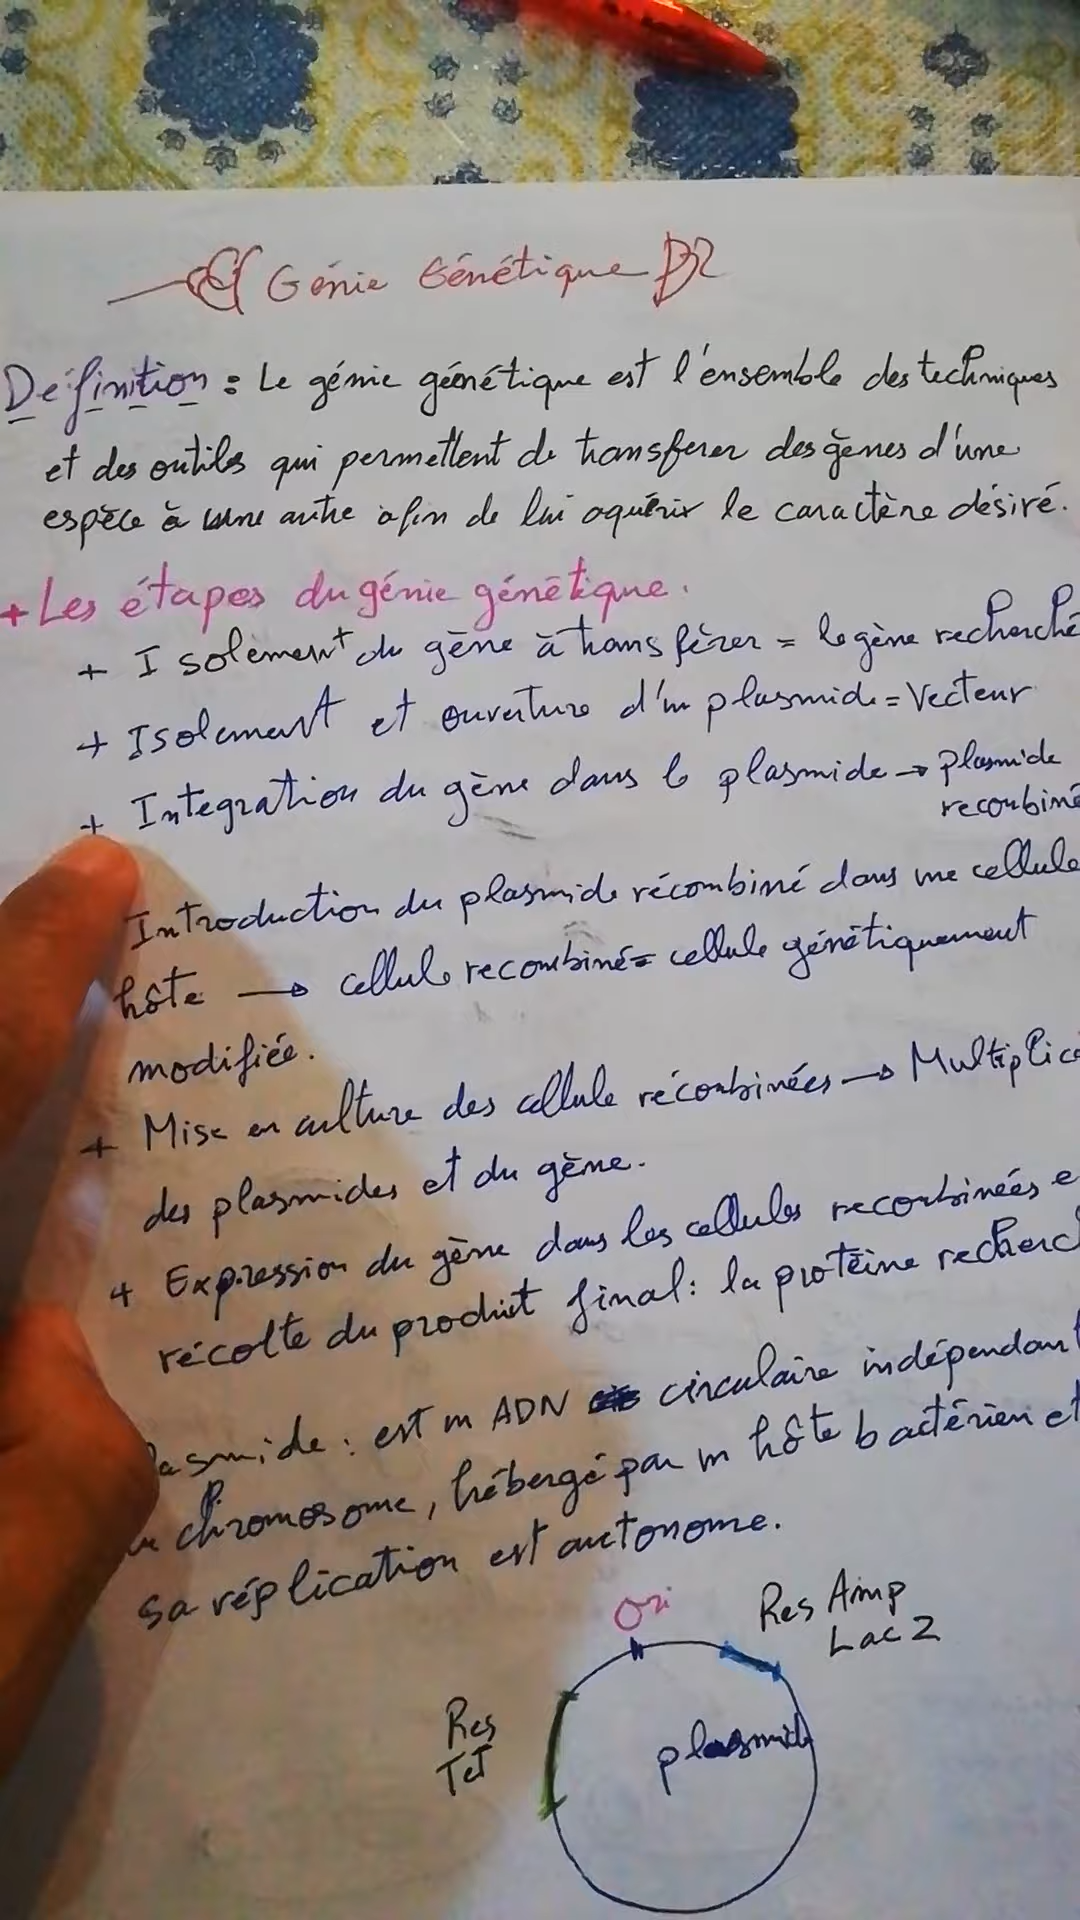 Génie Génétique
Définition : Le génie génétique est l'ensemble des techniques
et des outils qui permettent de transferer des gènes d'une
espèce à une autre afin de lui aquérir le caractère désiré.
+ Les étapes du génie génétique.
+ Isolement du gène à transférer = le gène recherché
+ Isolement et ouverture d'un plasmide = Vecteur
+ Integration du gène dans le plasmide → plasmide
recombiné
Introduction du plasmide récombiné dans une cellule
hôte → cellule recombiné = cellule génétiquement
modifiée.
+ Mise en culture des cellule récombinées → Multiplica
des plasmides et du gène.
+ Expression du gène dans les cellules recombinées e
récolte du produit final : la protéine recherc
lasmide : est un ADN circulaire indépendant
u chromosome, hébergé par un hôte bactérien et
sa réplication est autonome.
Ori
Res Amp
Lac Z
Res
Tet
plasmide